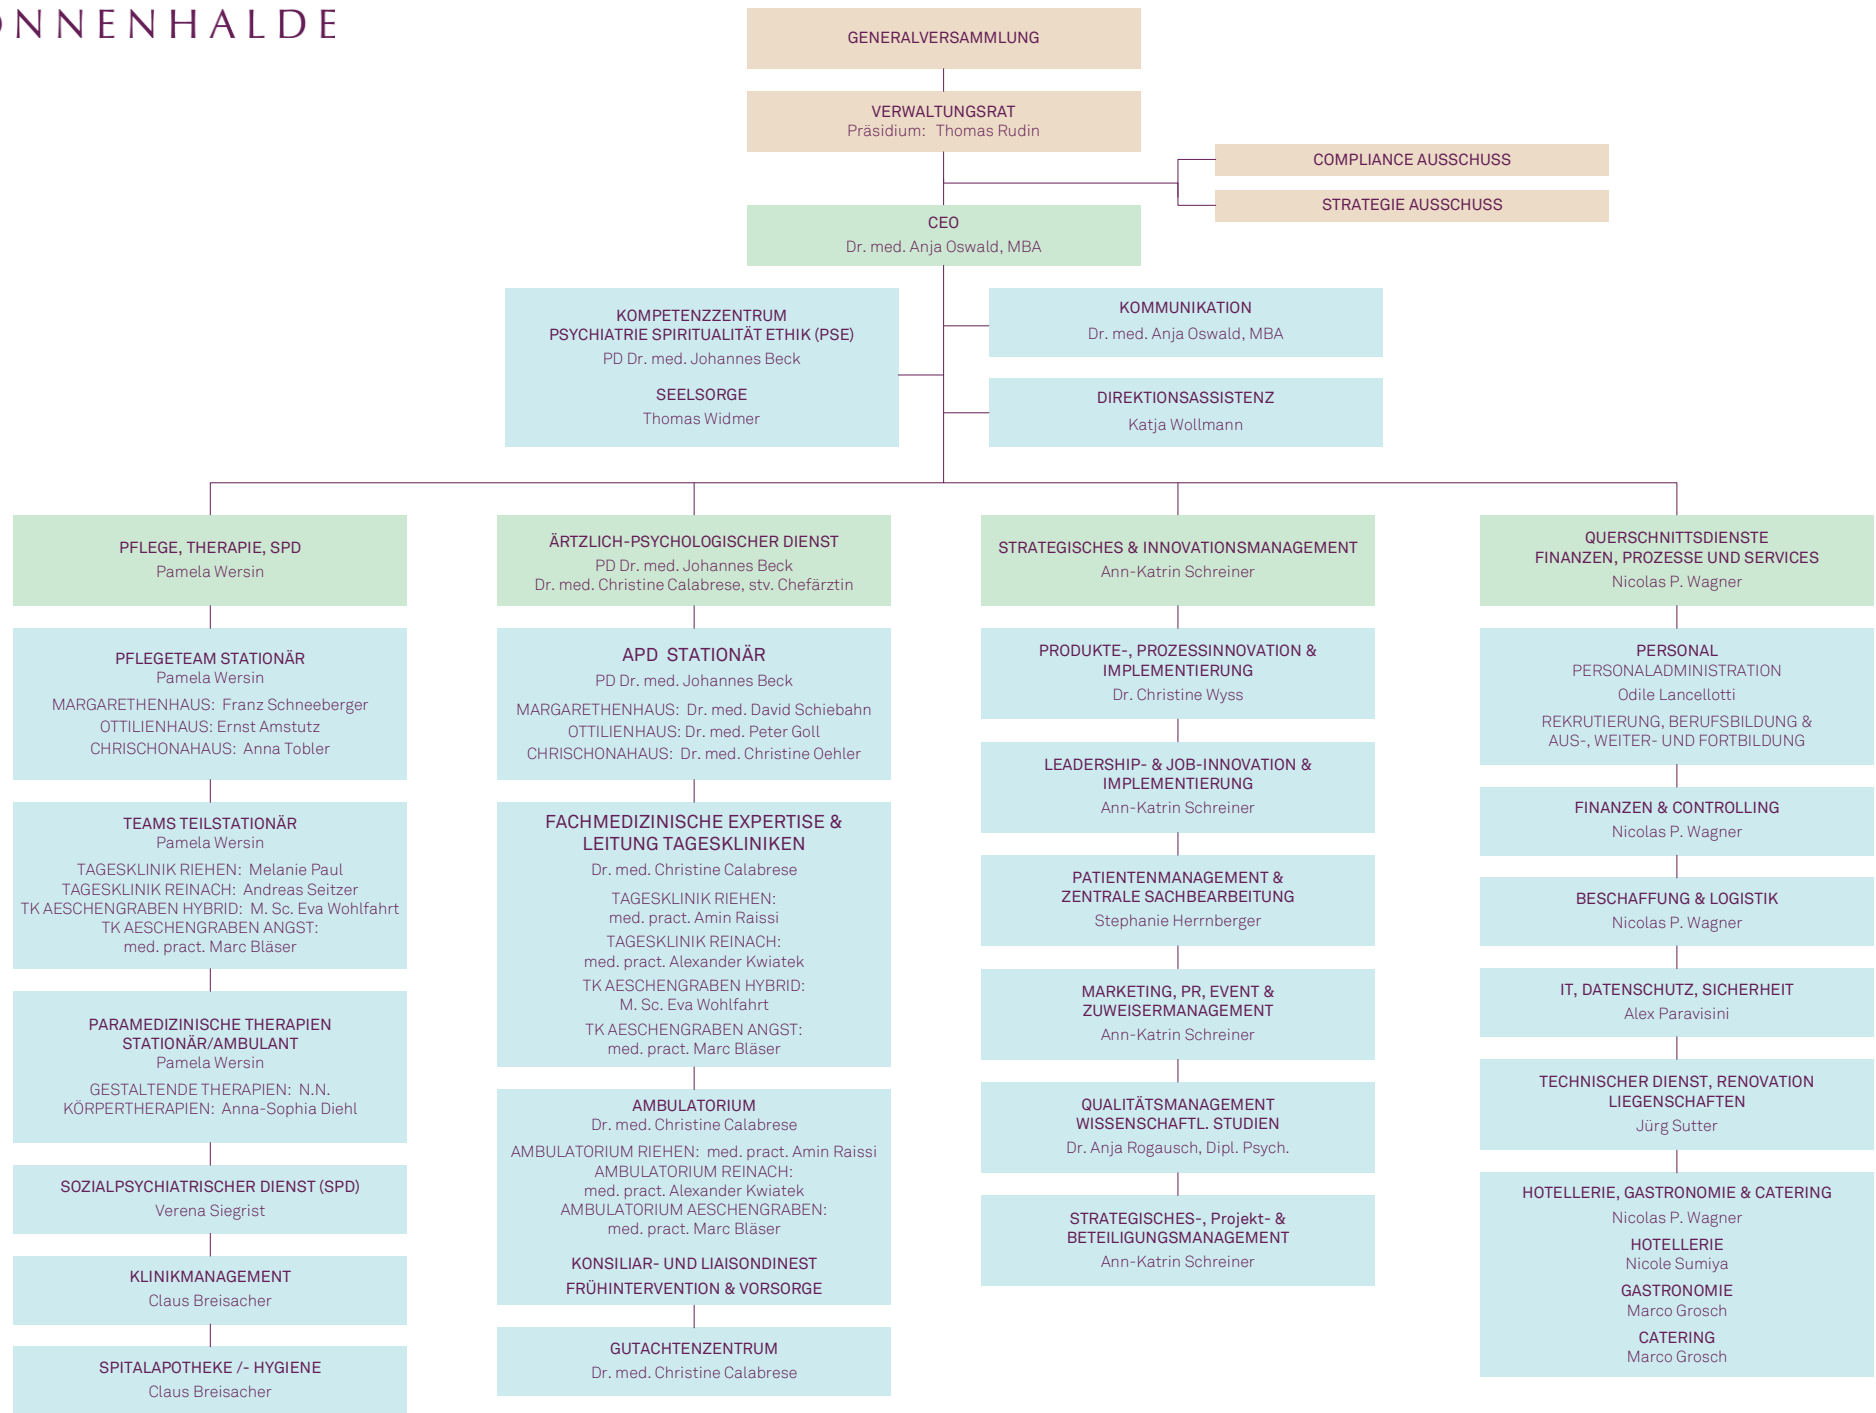 ONNENHALDE
GENERALVERSAMMLUNG
VERWALTUNGSRAT
Präsidium: Thomas Rudin
COMPLIANCE AUSSCHUSS
STRATEGIE AUSSCHUSS
CEO
Dr. med. Anja Oswald, MBA
KOMPETENZZENTRUM
PSYCHIATRIE SPIRITUALITÄT ETHIK (PSE)
PD Dr. med. Johannes Beck
SEELSORGE
Thomas Widmer
KOMMUNIKATION
Dr. med. Anja Oswald, MBA
DIREKTIONSASSISTENZ
Katja Wollmann
PFLEGE, THERAPIE, SPD
Pamela Wersin
PFLEGETEAM STATIONÄR
Pamela Wersin
MARGARETHENHAUS: Franz Schneeberger
OTTILIENHAUS: Ernst Amstutz
CHRISCHONAHAUS: Anna Tobler
TEAMS TEILSTATIONÄR
Pamela Wersin
TAGESKLINIK RIEHEN: Melanie Paul
TAGESKLINIK REINACH: Andreas Seitzer
TK AESCHENGRABEN HYBRID: M. Sc. Eva Wohlfahrt
TK AESCHENGRABEN ANGST:
med. pract. Marc Bläser
PARAMEDIZINISCHE THERAPIEN
STATIONÄR/AMBULANT
Pamela Wersin
GESTALTENDE THERAPIEN: N.N.
KÖRPERTHERAPIEN: Anna-Sophia Diehl
SOZIALPSYCHIATRISCHER DIENST (SPD)
Verena Siegrist
KLINIKMANAGEMENT
Claus Breisacher
SPITALAPOTHEKE /- HYGIENE
Claus Breisacher
ÄRTZLICH-PSYCHOLOGISCHER DIENST
PD Dr. med. Johannes Beck
Dr. med. Christine Calabrese, stv. Chefärztin
APD STATIONÄR
PD Dr. med. Johannes Beck
MARGARETHENHAUS: Dr. med. David Schiebahn
OTTILIENHAUS: Dr. med. Peter Goll
CHRISCHONAHAUS: Dr. med. Christine Oehler
FACHMEDIZINISCHE EXPERTISE &
LEITUNG TAGESKLINIKEN
Dr. med. Christine Calabrese
TAGESKLINIK RIEHEN:
med. pract. Amin Raissi
TAGESKLINIK REINACH:
med. pract. Alexander Kwiatek
TK AESCHENGRABEN HYBRID:
M. Sc. Eva Wohlfahrt
TK AESCHENGRABEN ANGST:
med. pract. Marc Bläser
AMBULATORIUM
Dr. med. Christine Calabrese
AMBULATORIUM RIEHEN: med. pract. Amin Raissi
AMBULATORIUM REINACH:
med. pract. Alexander Kwiatek
AMBULATORIUM AESCHENGRABEN:
med. pract. Marc Bläser
KONSILIAR- UND LIAISONDINEST
FRÜHINTERVENTION & VORSORGE
GUTACHTENZENTRUM
Dr. med. Christine Calabrese
STRATEGISCHES & INNOVATIONSMANAGEMENT
Ann-Katrin Schreiner
PRODUKTE-, PROZESSINNOVATION &
IMPLEMENTIERUNG
Dr. Christine Wyss
LEADERSHIP- & JOB-INNOVATION &
IMPLEMENTIERUNG
Ann-Katrin Schreiner
PATIENTENMANAGEMENT &
ZENTRALE SACHBEARBEITUNG
Stephanie Herrnberger
MARKETING, PR, EVENT &
ZUWEISERMANAGEMENT
Ann-Katrin Schreiner
QUALITÄTSMANAGEMENT
WISSENSCHAFTL. STUDIEN
Dr. Anja Rogausch, Dipl. Psych.
STRATEGISCHES-, Projekt- &
BETEILIGUNGSMANAGEMENT
Ann-Katrin Schreiner
QUERSCHNITTSDIENSTE
FINANZEN, PROZESSE UND SERVICES
Nicolas P. Wagner
PERSONAL
PERSONALADMINISTRATION
Odile Lancellotti
REKRUTIERUNG, BERUFSBILDUNG &
AUS-, WEITER- UND FORTBILDUNG
FINANZEN & CONTROLLING
Nicolas P. Wagner
BESCHAFFUNG & LOGISTIK
Nicolas P. Wagner
IT, DATENSCHUTZ, SICHERHEIT
Alex Paravisini
TECHNISCHER DIENST, RENOVATION
LIEGENSCHAFTEN
Jürg Sutter
HOTELLERIE, GASTRONOMIE & CATERING
Nicolas P. Wagner
HOTELLERIE
Nicole Sumiya
GASTRONOMIE
Marco Grosch
CATERING
Marco Grosch